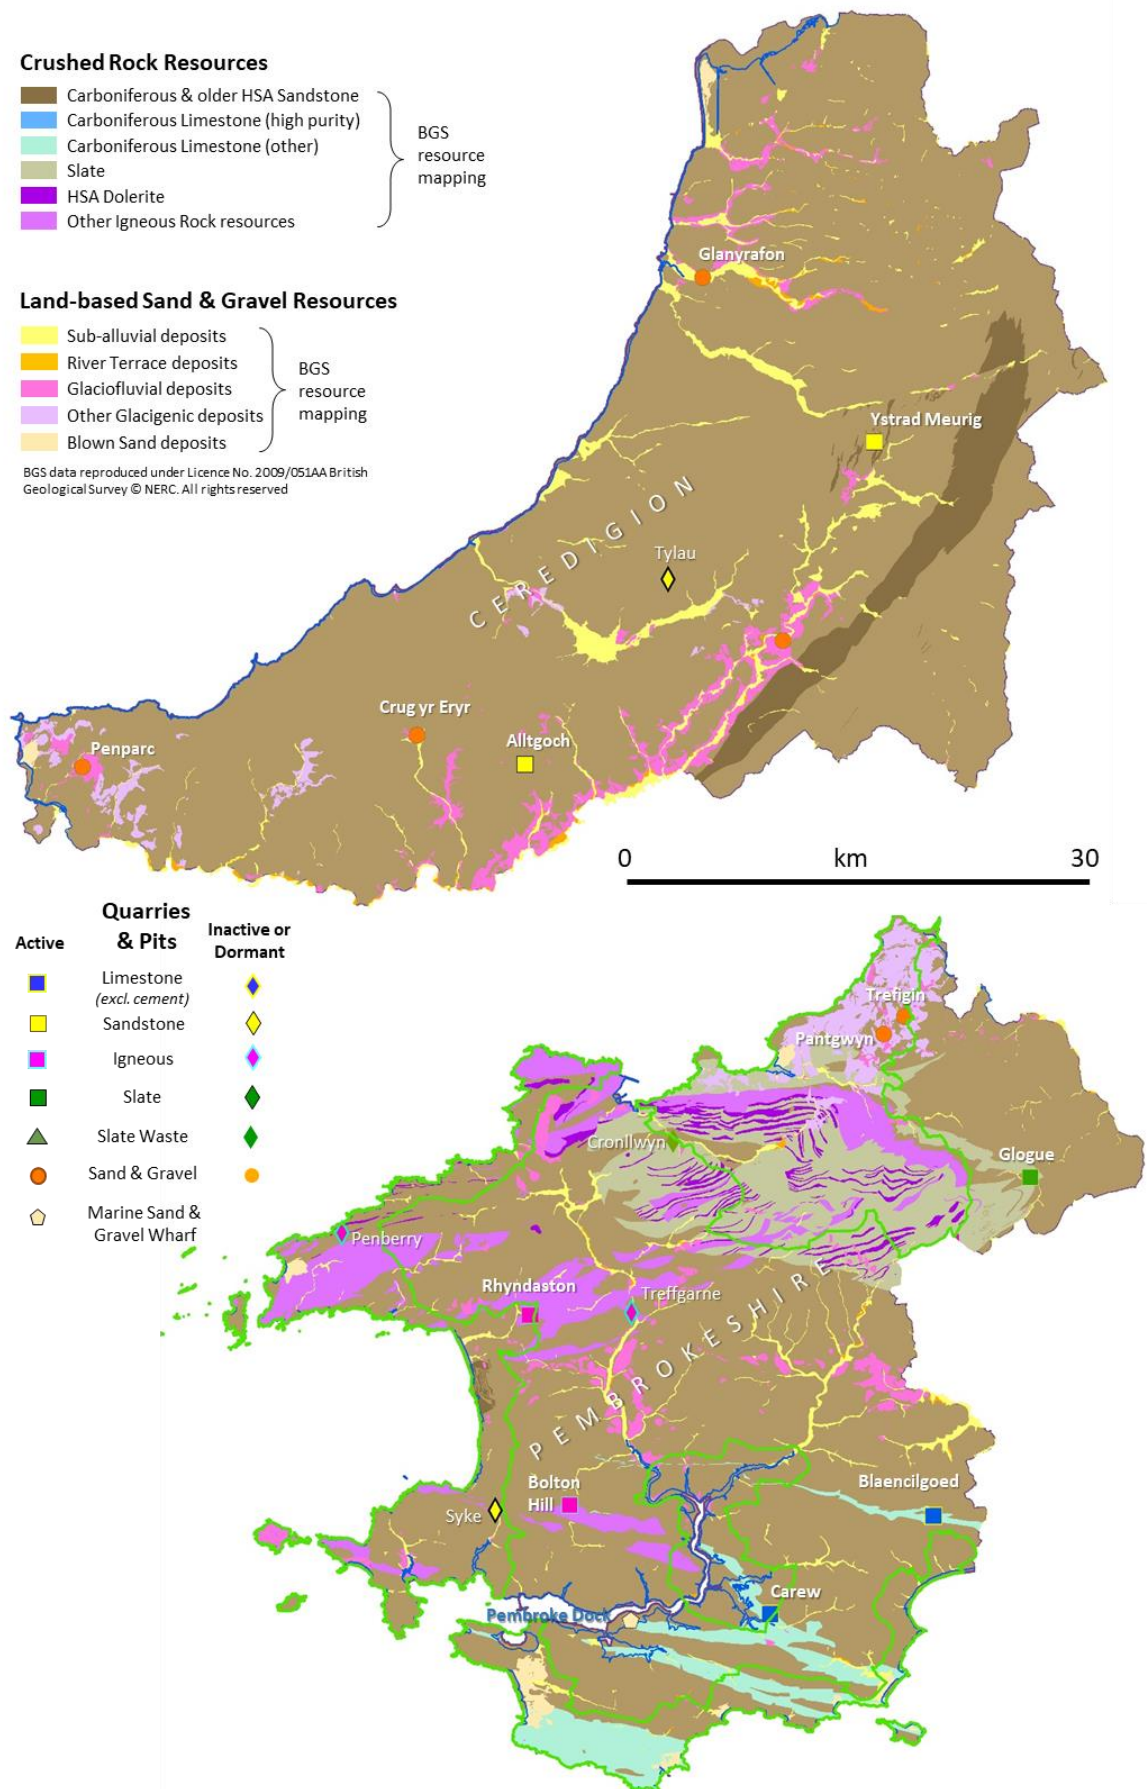 Crushed Rock Resources
Carboniferous & older HSA Sandstone
Carboniferous Limestone (high purity)
Carboniferous Limestone (other)
Slate
HSA Dolerite
Other Igneous Rock resources
BGS
resource
mapping
Land-based Sand & Gravel Resources
Sub-alluvial deposits
River Terrace deposits
Glaciofluvial deposits
Other Glacigenic deposits
Blown Sand deposits
BGS
resource
mapping
BGS data reproduced under Licence No. 2009/051AA British
Geological Survey © NERC. All rights reserved
Glanyrafon
Ystrad Meurig
CEREDIGION
Tylau
Crug yr Eryr
Alltgoch
Penparc
0 km 30
Quarries
& Pits
Active
Inactive or
Dormant
Limestone
(excl. cement)
Sandstone
Igneous
Slate
Slate Waste
Sand & Gravel
Marine Sand &
Gravel Wharf
Trefigin
Pantgwyn
Cronllwyn
Glogue
Penberry
Rhyndaston
Treffgarne
PEMBROKESHIRE
Bolton
Hill
Blaencilgoed
Syke
Carew
Pembroke Dock